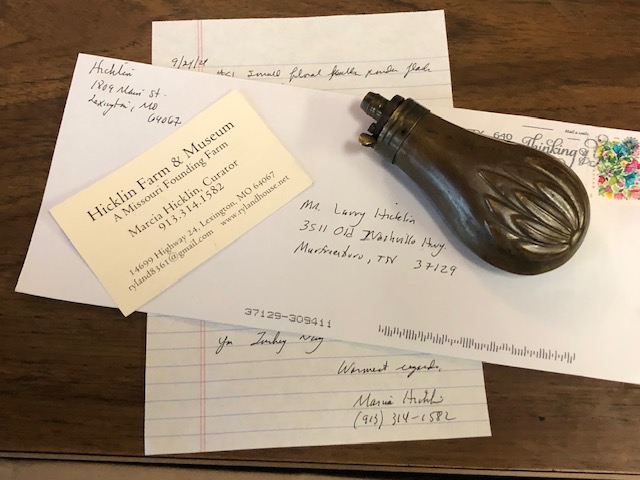 9/21/21
#61 Small floral powder flask
Hicklin
1809 Main St.
Lexington, MO
64067
Hicklin Farm & Museum
A Missouri Founding Farm
Marcia Hicklin, Curator
913.314.1582
14699 Highway 24, Lexington, MO 64067
ryland8361@gmail.com www.rylandhouse.net
640
Thinking
Mr. Larry Hicklin
3511 Old Nashville Hwy.
Murfreesboro, TN 37129
37129-309411
Warmest regards,
Marcia Hicklin
(913) 314-1582